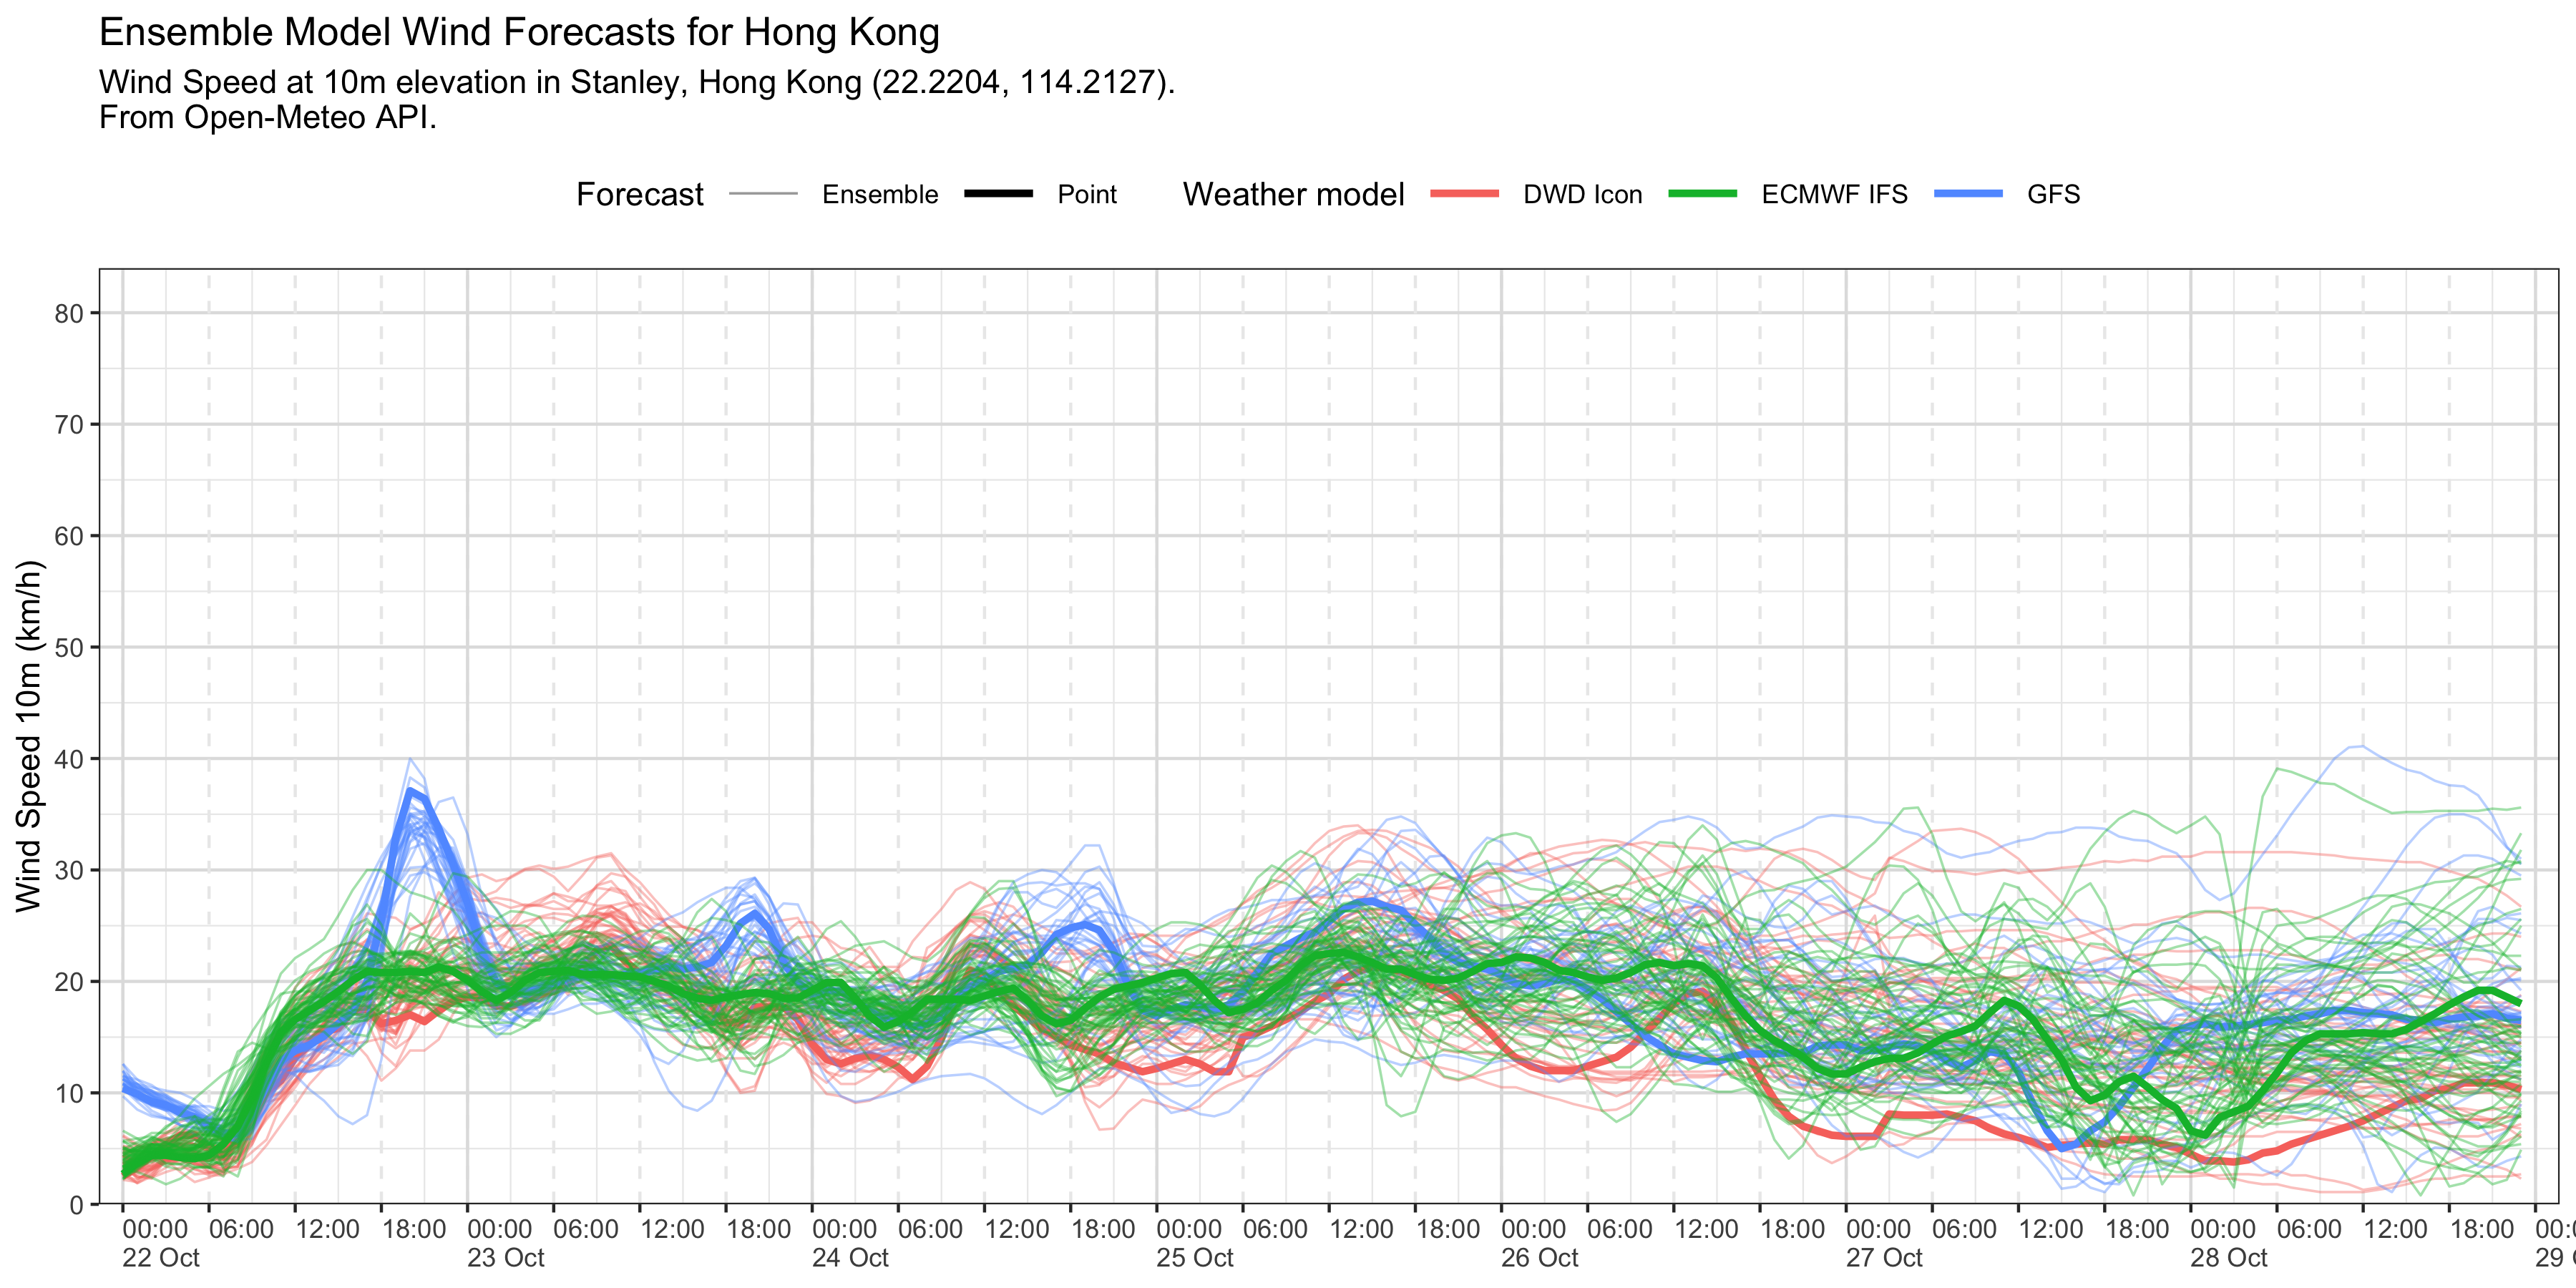 Ensemble Model Wind Forecasts for Hong Kong
Wind Speed at 10m elevation in Stanley, Hong Kong (22.2204, 114.2127).
From Open-Meteo API.
Forecast Ensemble Point Weather model DWD Icon ECMWF IFS GFS
Wind Speed 10m (km/h)
80
70
60
50
40
30
20
10
0
00:00 06:00 12:00 18:00 00:00 06:00 12:00 18:00 00:00 06:00 12:00 18:00 00:00 06:00 12:00 18:00 00:00 06:00 12:00 18:00 00:00 06:00 12:00 18:00 00:00 06:00 12:00 18:00
22 Oct 23 Oct 24 Oct 25 Oct 26 Oct 27 Oct 28 Oct 29